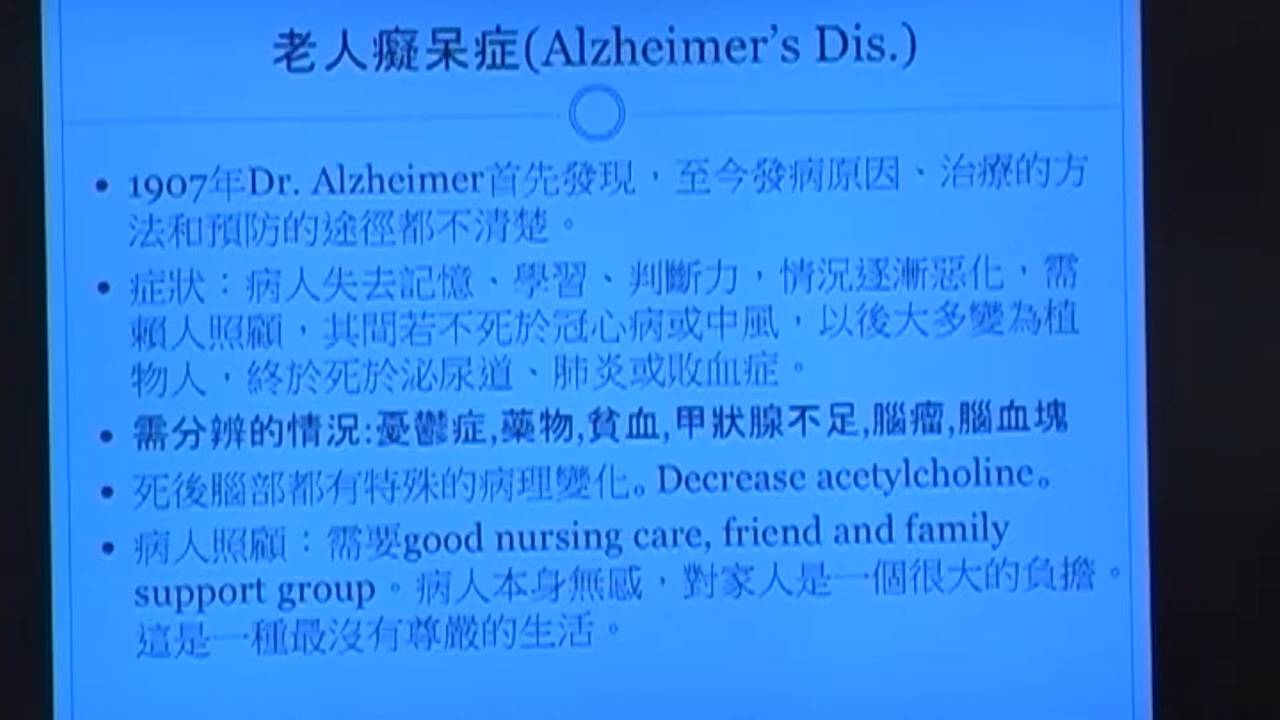 老人癡呆症(Alzheimer's Dis.)
• 1907年Dr. Alzheimer首先發現，至今發病原因、治療的方
法和預防的途徑都不清楚。
• 症狀：病人失去記憶、學習、判斷力，情況逐漸惡化，需
賴人照顧，其間若不死於冠心病或中風，以後大多變為植
物人，終於死於泌尿道、肺炎或敗血症。
• 需分辨的情況:憂鬱症,藥物,貧血,甲狀腺不足,腦瘤,腦血塊
• 死後腦部都有特殊的病理變化。Decrease acetylcholine。
• 病人照顧：需要good nursing care, friend and family
support group。病人本身無感，對家人是一個很大的負擔。
這是一種最沒有尊嚴的生活。